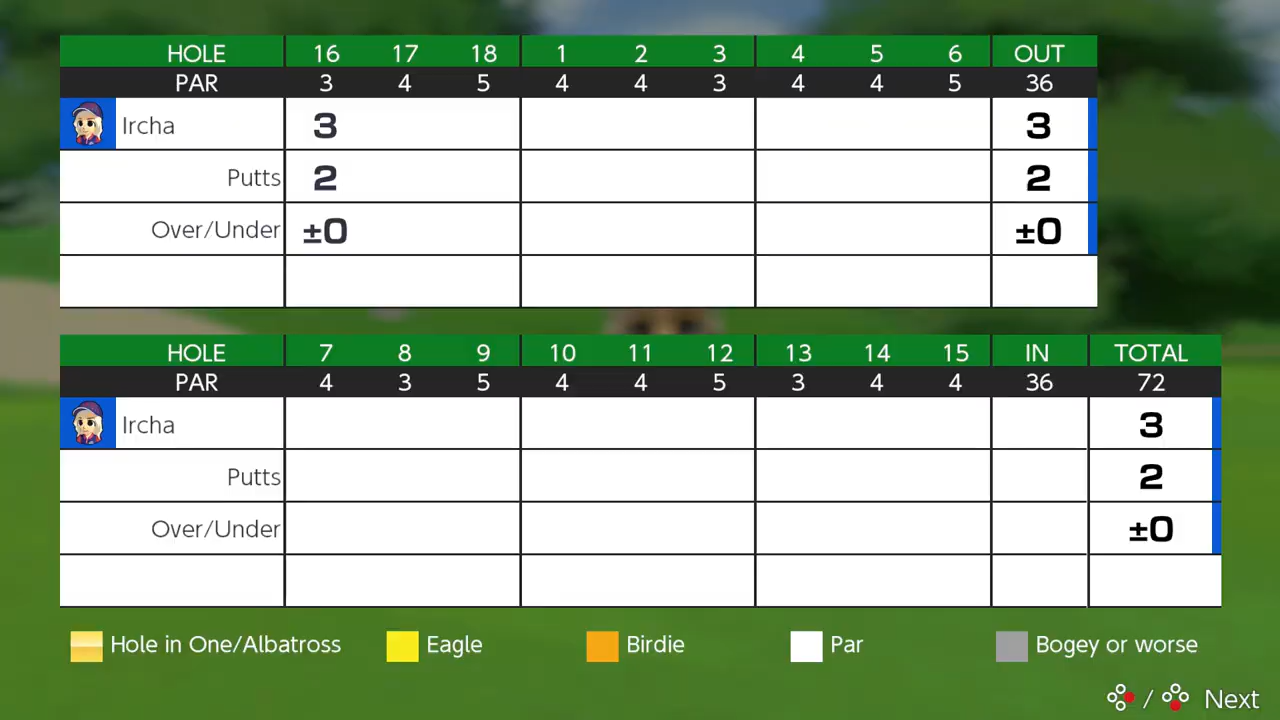 HOLE 16 17 18 1 2 3 4 5 6 OUT
PAR 3 4 5 4 4 3 4 4 5 36
Ircha 3 3
Putts 2 2
Over/Under ±0 ±0
HOLE 7 8 9 10 11 12 13 14 15 IN TOTAL
PAR 4 3 5 4 4 5 3 4 4 36 72
Ircha 3
Putts 2
Over/Under ±0
Hole in One/Albatross Eagle Birdie Par Bogey or worse
/ Next